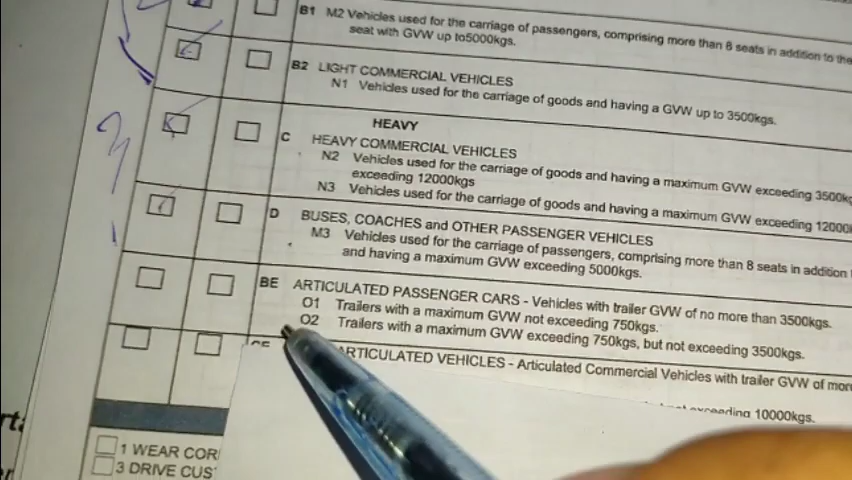 B1 M2 Vehicles used for the carriage of passengers, comprising more than 8 seats in addition to the
seat with GVW up to5000kgs.
B2 LIGHT COMMERCIAL VEHICLES
N1 Vehicles used for the carriage of goods and having a GVW up to 3500kgs.
HEAVY
C HEAVY COMMERCIAL VEHICLES
N2 Vehicles used for the carriage of goods and having a maximum GVW exceeding 3500k
exceeding 12000kgs
N3 Vehicles used for the carriage of goods and having a maximum GVW exceeding 12000
D BUSES, COACHES and OTHER PASSENGER VEHICLES
M3 Vehicles used for the carriage of passengers, comprising more than 8 seats in addition
and having a maximum GVW exceeding 5000kgs.
BE ARTICULATED PASSENGER CARS - Vehicles with trailer GVW of no more than 3500kgs.
O1 Trailers with a maximum GVW not exceeding 750kgs.
O2 Trailers with a maximum GVW exceeding 750kgs, but not exceeding 3500kgs.
ARTICULATED VEHICLES - Articulated Commercial Vehicles with trailer GVW of mor
exceeding 10000kgs.
1 WEAR COR
3 DRIVE CUS